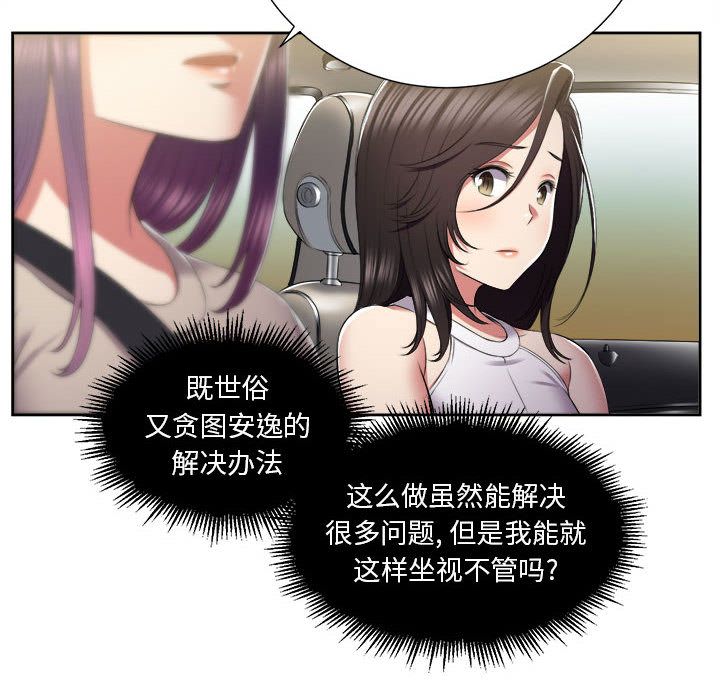 既世俗
又贪图安逸的
解决办法
这么做虽然能解决
很多问题, 但是我能就
这样坐视不管吗?